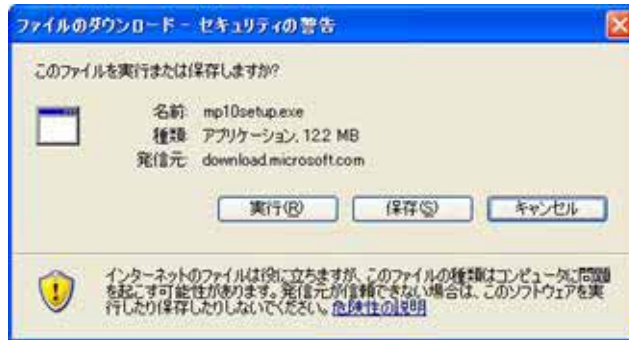 ファイルのダウンロード - セキュリティの警告
このファイルを実行または保存しますか?
名前: mp10setup.exe
種類: アプリケーション, 12.2 MB
発信元: download.microsoft.com
実行(R) 保存(S) キャンセル
インターネットのファイルは役に立ちますが、このファイルの種類はコンピュータに問題
を起こす可能性があります。発信元が信頼できない場合は、このソフトウェアを実
行したり保存したりしないでください。危険性の説明